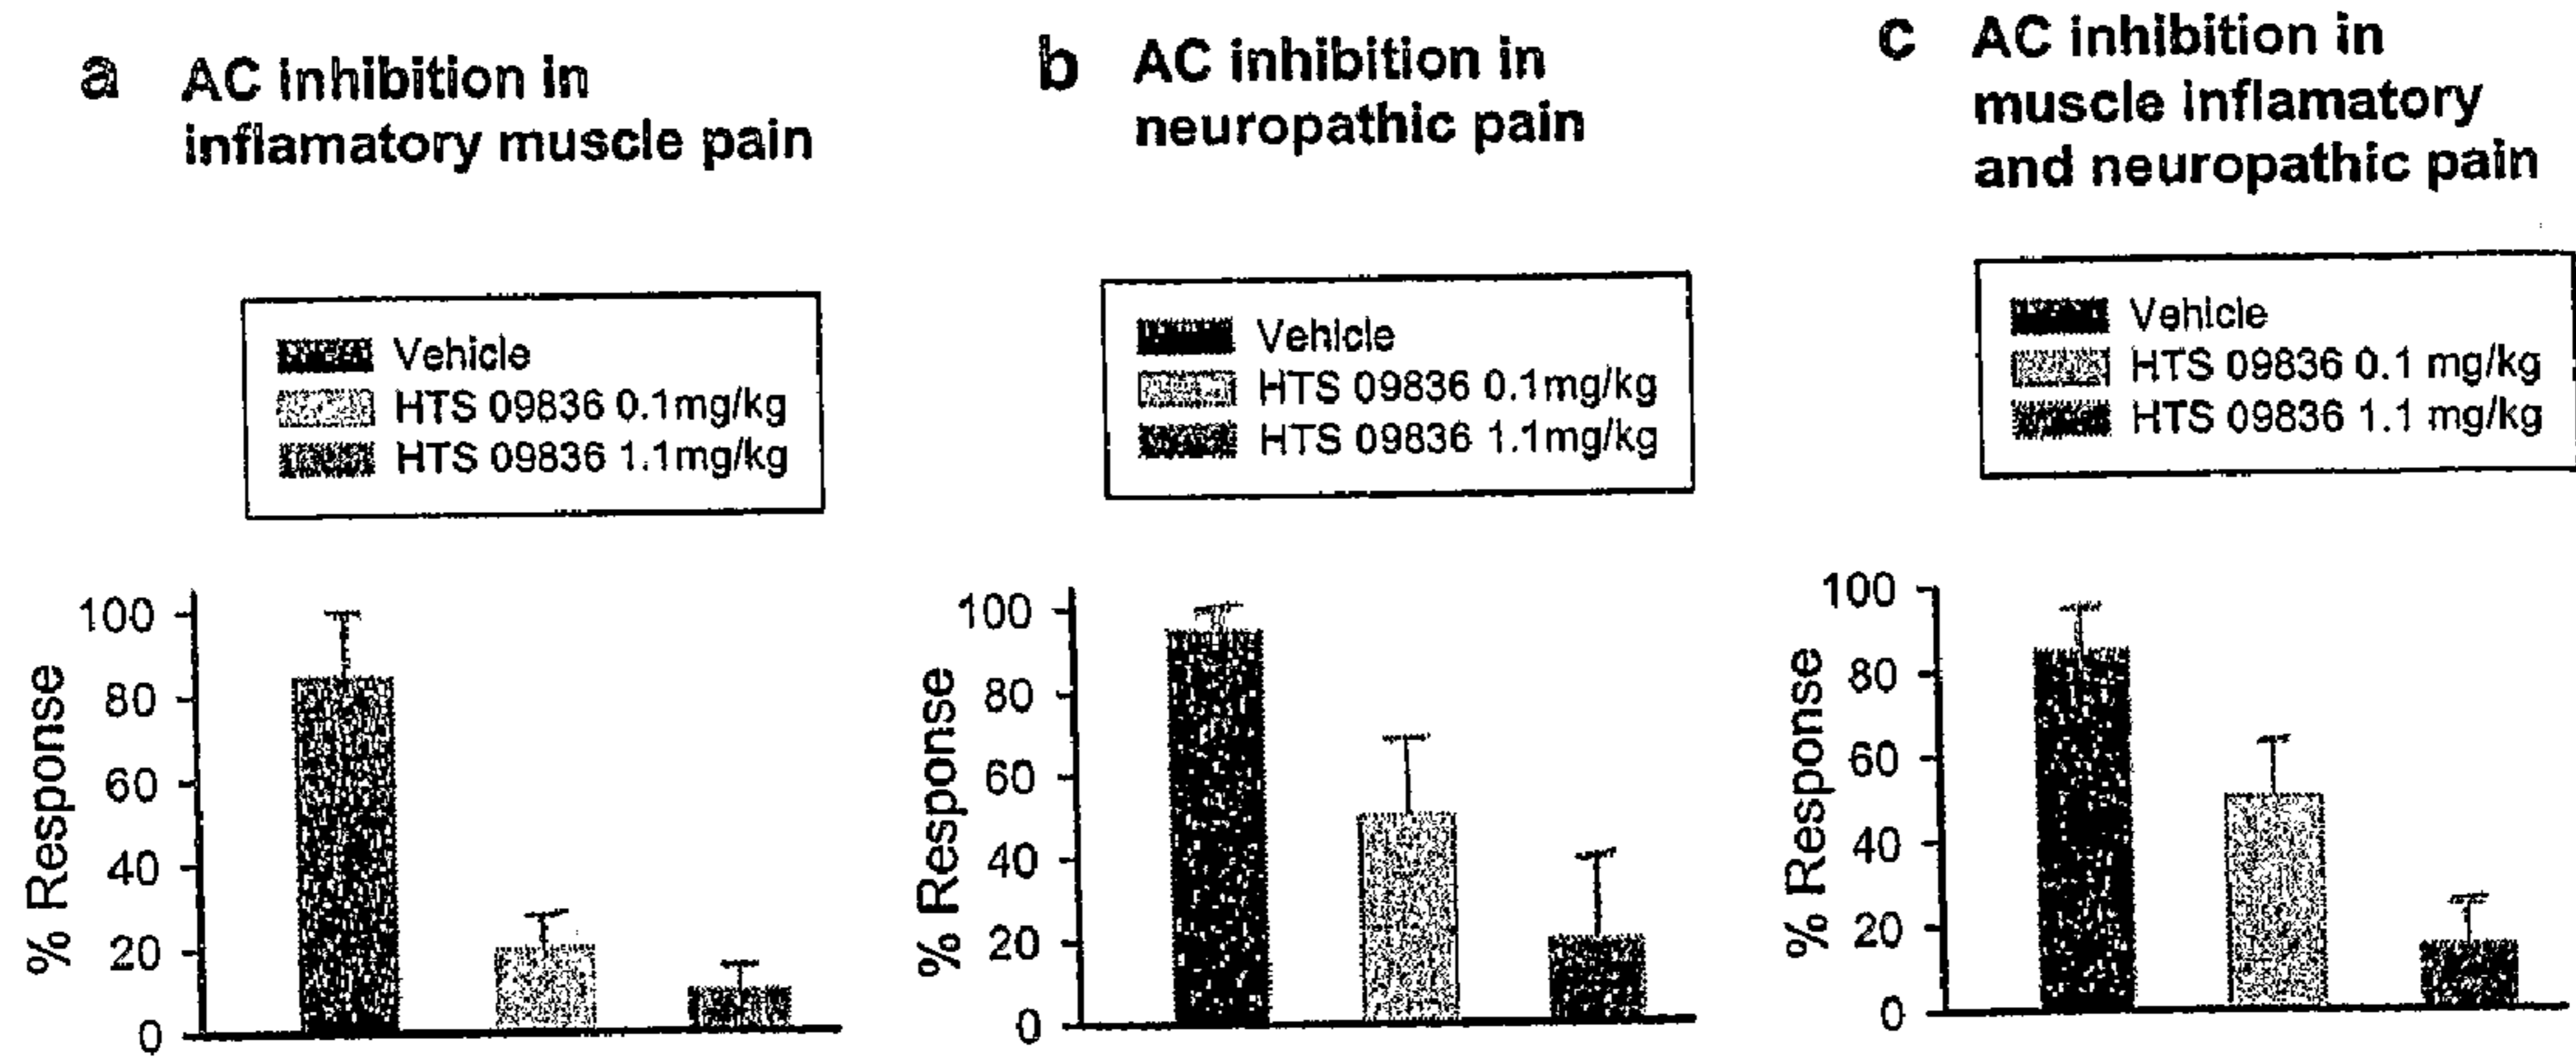 a AC inhibition in
inflamatory muscle pain
Vehicle
HTS 09836 0.1mg/kg
HTS 09836 1.1mg/kg
% Response
100
80
60
40
20
0
b AC inhibition in
neuropathic pain
Vehicle
HTS 09836 0.1mg/kg
HTS 09836 1.1mg/kg
% Response
100
80
60
40
20
0
c AC inhibition in
muscle inflamatory
and neuropathic pain
Vehicle
HTS 09836 0.1 mg/kg
HTS 09836 1.1 mg/kg
% Response
100
80
60
40
20
0